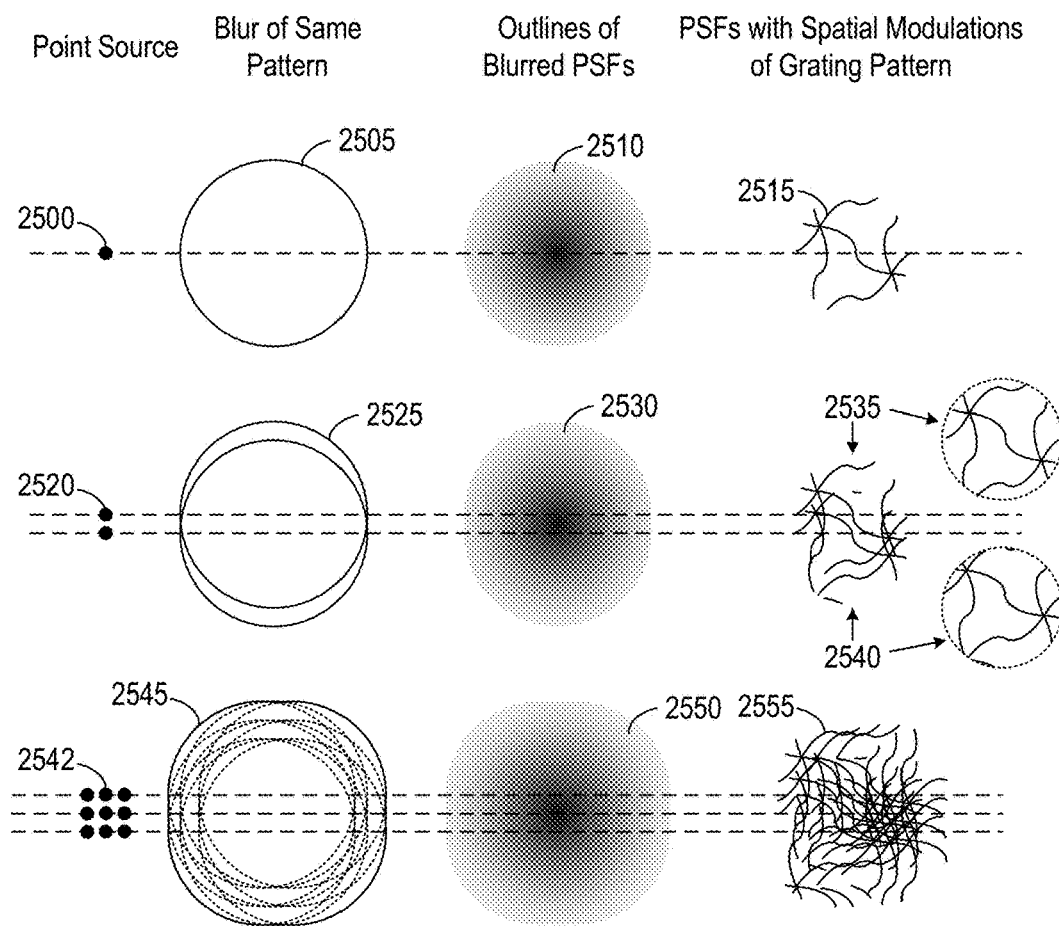 Point Source
Blur of Same
Pattern
Outlines of
Blurred PSFs
PSFs with Spatial Modulations
of Grating Pattern
2500
2505
2510
2515
2520
2525
2530
2535
2540
2542
2545
2550
2555